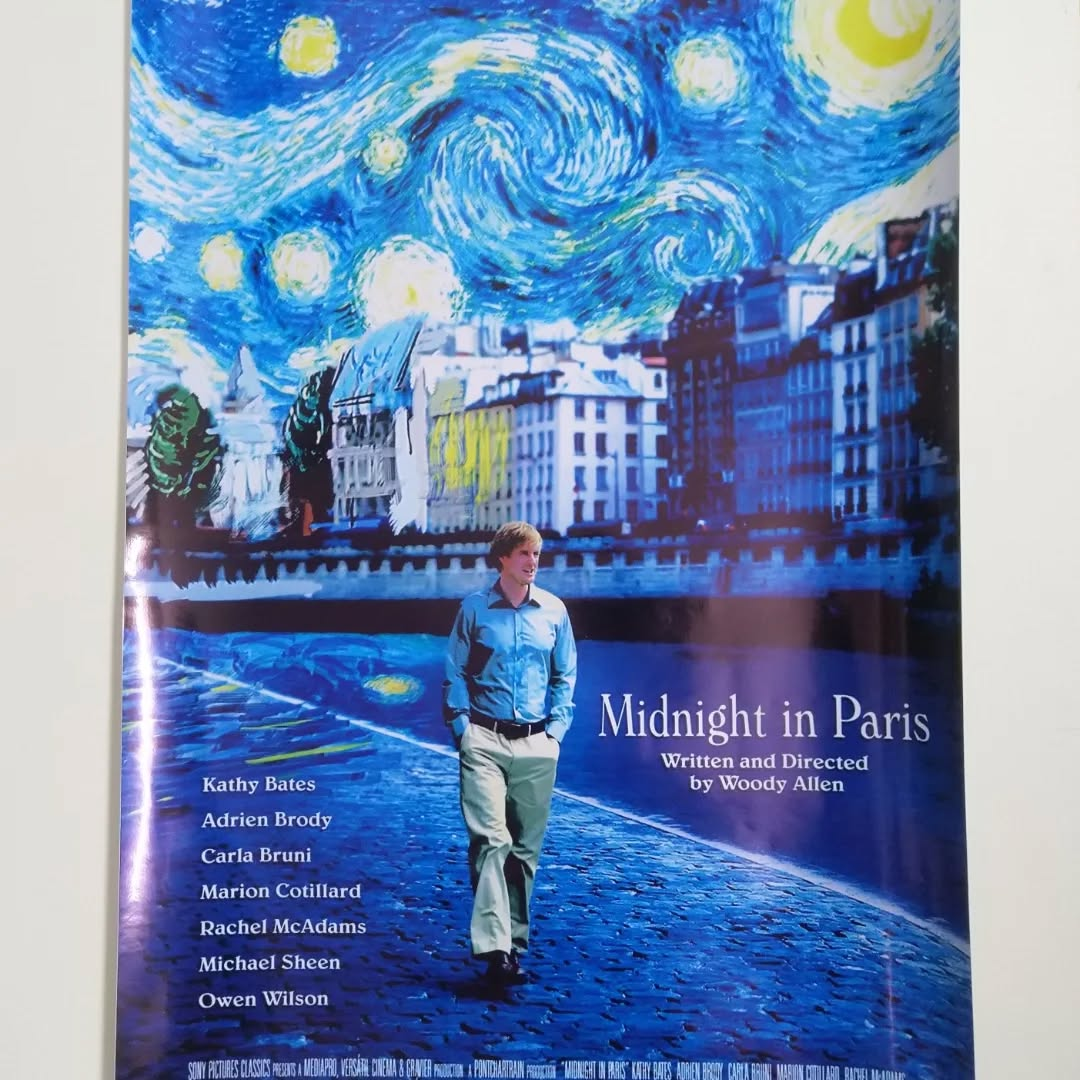 Midnight in Paris
Written and Directed
by Woody Allen
Kathy Bates
Adrien Brody
Carla Bruni
Marion Cotillard
Rachel McAdams
Michael Sheen
Owen Wilson
SONY PICTURES CLASSICS PRESENTS A MEDIAPRO, VERSÁTIL CINEMA & GRAVIER PRODUCTION A PONTCHARTRAIN PRODUCTION "MIDNIGHT IN PARIS" KATHY BATES ADRIEN BRODY CARLA BRUNI MARION COTILLARD RACHEL McADAMS